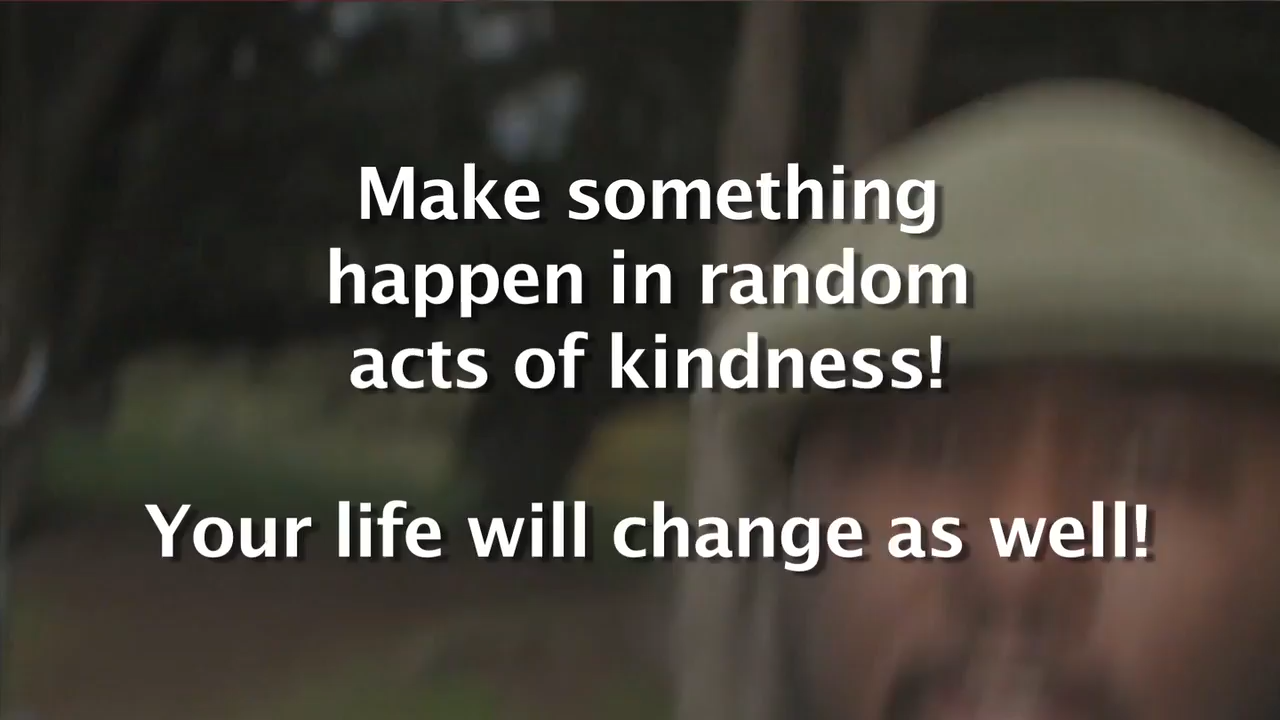 Make something
happen in random
acts of kindness!
Your life will change as well!